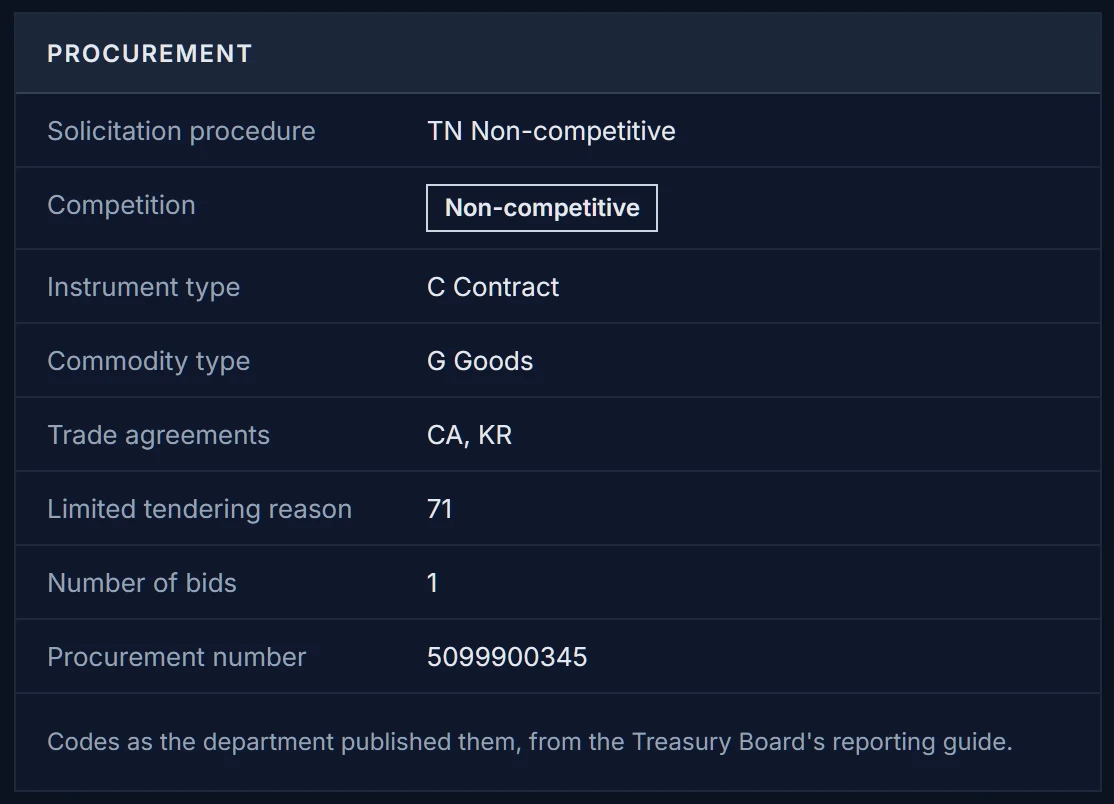 PROCUREMENT
Solicitation procedure TN Non-competitive
Competition Non-competitive
Instrument type C Contract
Commodity type G Goods
Trade agreements CA, KR
Limited tendering reason 71
Number of bids 1
Procurement number 5099900345
Codes as the department published them, from the Treasury Board's reporting guide.